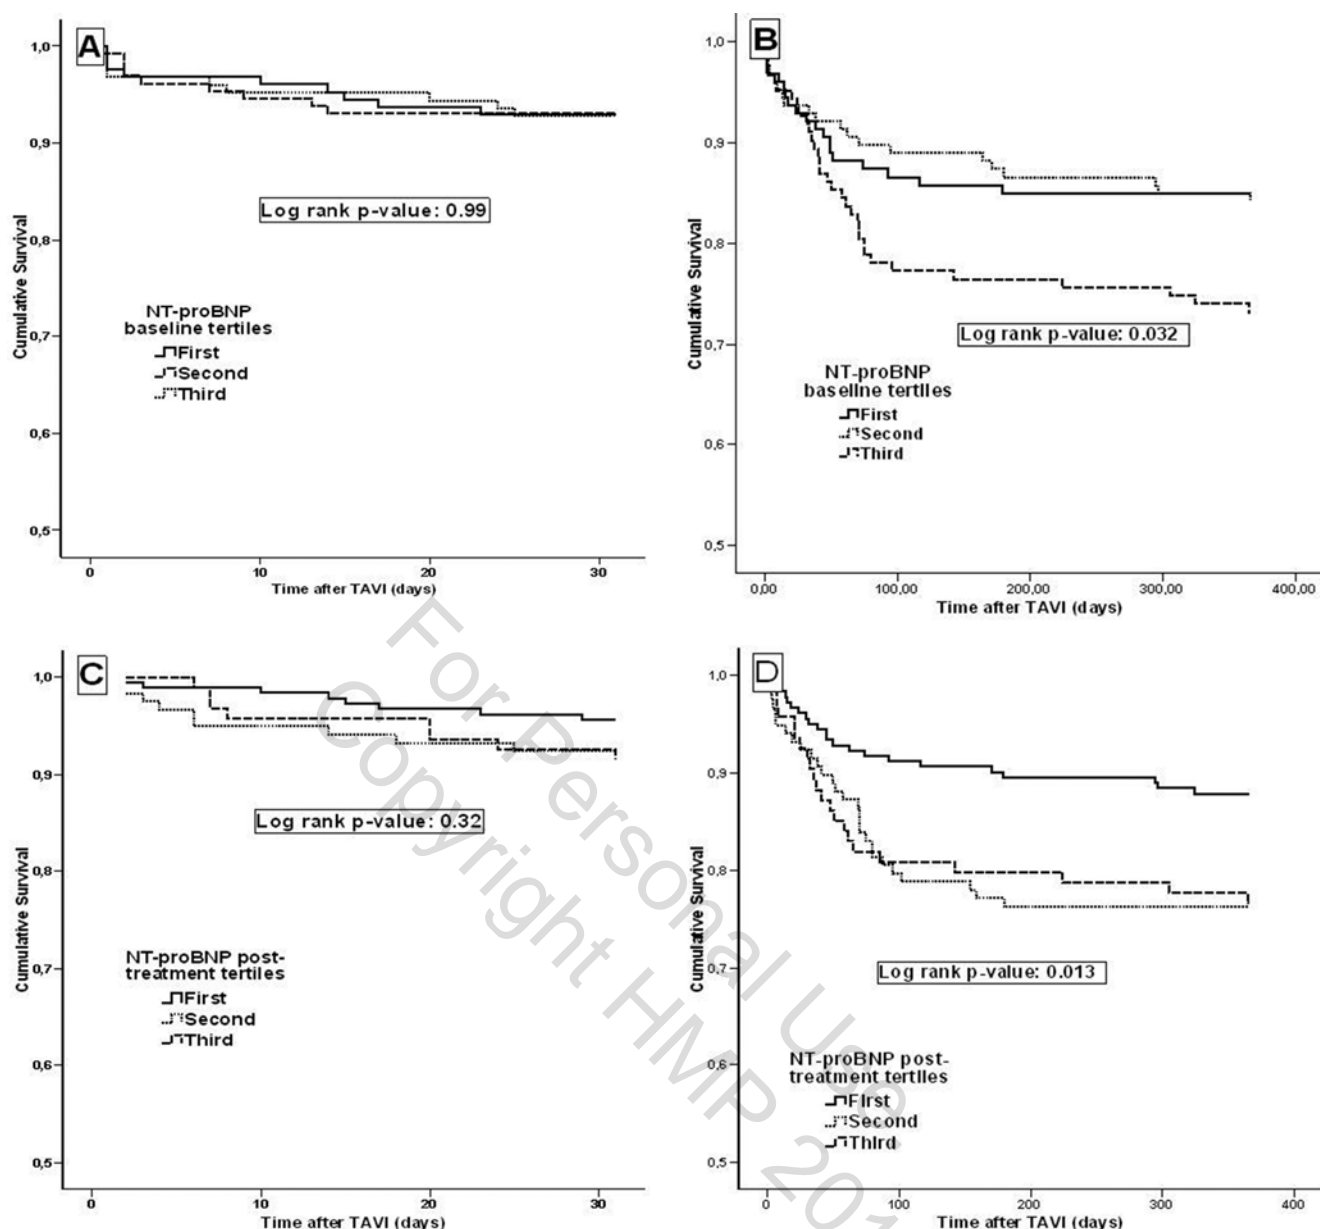 A
1,0
0,9
0,8
0,7
0,6
0,5
Cumulative Survival
Log rank p-value: 0.99
NT-proBNP
baseline tertiles
First
Second
Third
0 10 20 30
Time after TAVI (days)
B
1,0
0,9
0,8
0,7
0,6
0,5
Cumulative Survival
Log rank p-value: 0.032
NT-proBNP
baseline tertiles
First
Second
Third
0,00 100,00 200,00 300,00 400,00
Time after TAVI (days)
C
1,0
0,9
0,8
0,7
0,6
0,5
Cumulative Survival
Log rank p-value: 0.32
NT-proBNP post-
treatment tertiles
First
Second
Third
0 10 20 30
Time after TAVI (days)
D
1,0
0,9
0,8
0,7
0,6
0,5
Cumulative Survival
Log rank p-value: 0.013
NT-proBNP post-
treatment tertiles
First
Second
Third
0 100 200 300 400
Time after TAVI (days)
For Personal Use
Copyright HMP